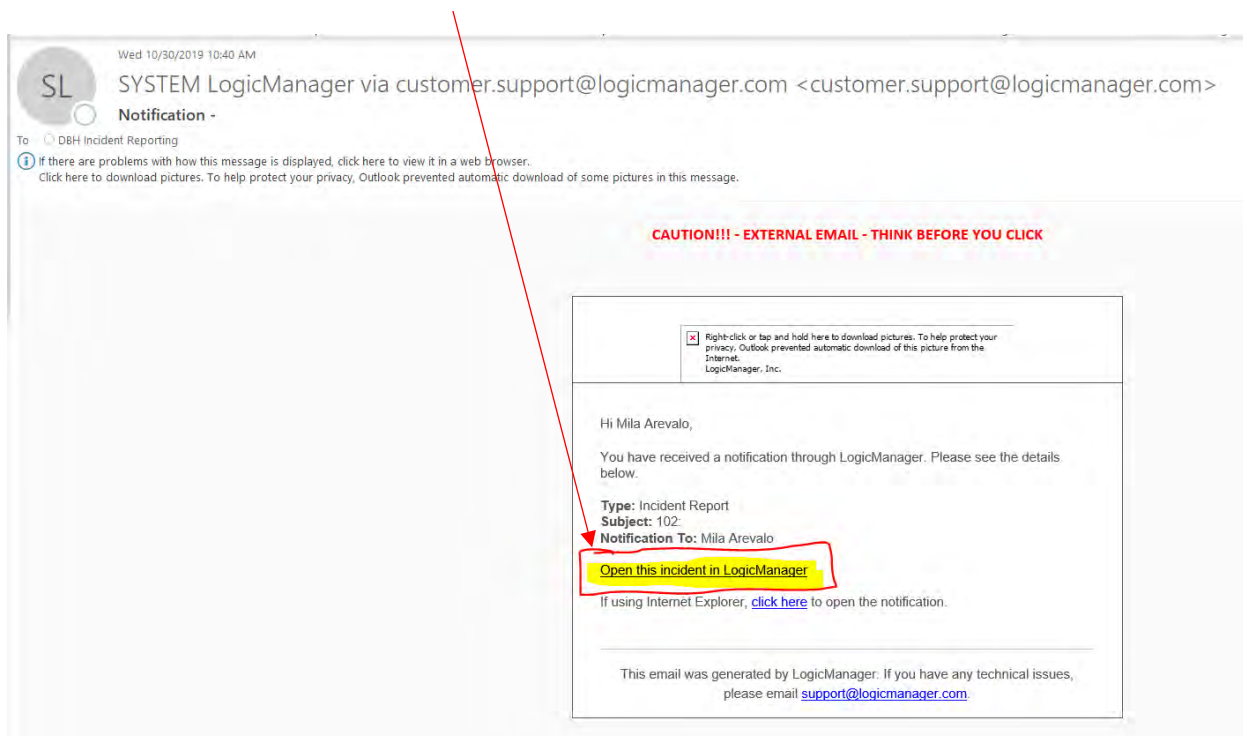 Wed 10/30/2019 10:40 AM
SL
SYSTEM LogicManager via customer.support@logicmanager.com <customer.support@logicmanager.com>
Notification -
To DBH Incident Reporting
If there are problems with how this message is displayed, click here to view it in a web browser.
Click here to download pictures. To help protect your privacy, Outlook prevented automatic download of some pictures in this message.
CAUTION!!! - EXTERNAL EMAIL - THINK BEFORE YOU CLICK
Right-click or tap and hold here to download pictures. To help protect your
privacy, Outlook prevented automatic download of this picture from the
Internet.
LogicManager, Inc.
Hi Mila Arevalo,
You have received a notification through LogicManager. Please see the details
below.
Type: Incident Report
Subject: 102:
Notification To: Mila Arevalo
Open this incident in LogicManager
If using Internet Explorer, click here to open the notification.
This email was generated by LogicManager. If you have any technical issues,
please email support@logicmanager.com.